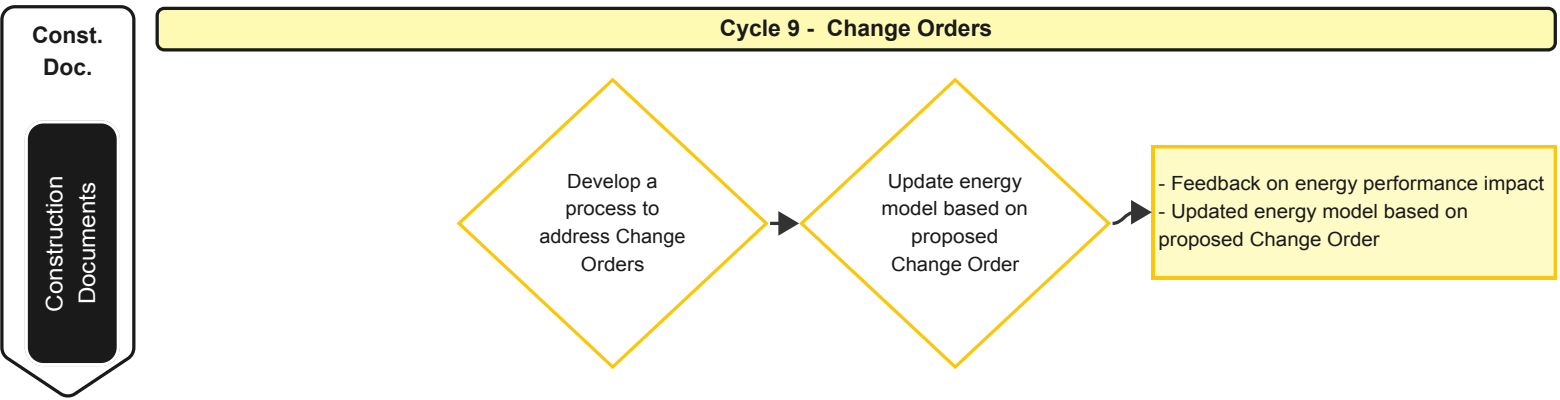 Const.
Doc.
Construction
Documents
Cycle 9 - Change Orders
Develop a
process to
address Change
Orders
Update energy
model based on
proposed
Change Order
- Feedback on energy performance impact
- Updated energy model based on
proposed Change Order